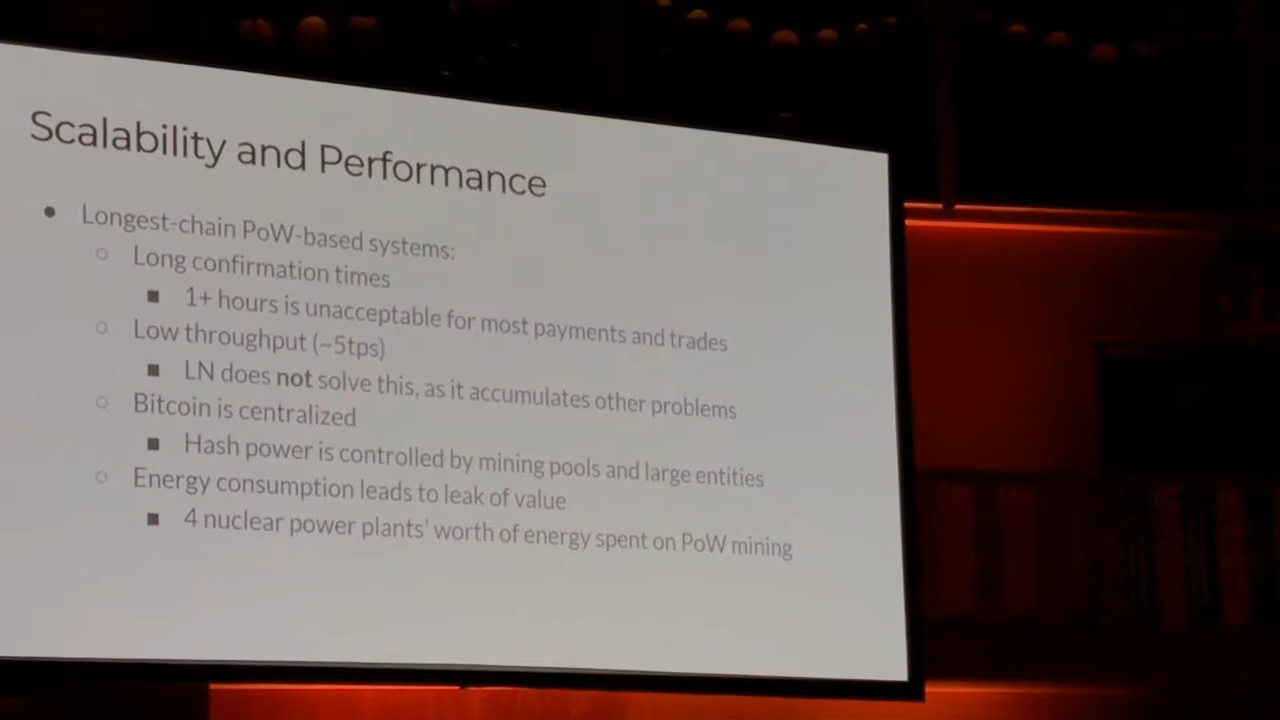 Scalability and Performance
● Longest-chain PoW-based systems:
○ Long confirmation times
■ 1+ hours is unacceptable for most payments and trades
○ Low throughput (~5tps)
■ LN does not solve this, as it accumulates other problems
○ Bitcoin is centralized
■ Hash power is controlled by mining pools and large entities
○ Energy consumption leads to leak of value
■ 4 nuclear power plants' worth of energy spent on PoW mining